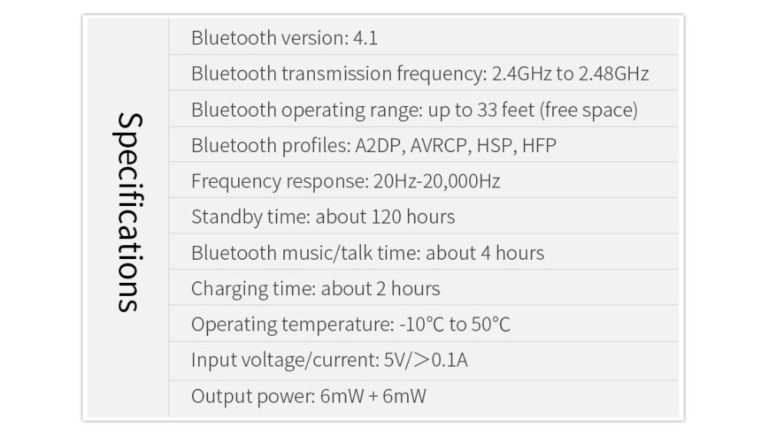 Specifications
Bluetooth version: 4.1
Bluetooth transmission frequency: 2.4GHz to 2.48GHz
Bluetooth operating range: up to 33 feet (free space)
Bluetooth profiles: A2DP, AVRCP, HSP, HFP
Frequency response: 20Hz-20,000Hz
Standby time: about 120 hours
Bluetooth music/talk time: about 4 hours
Charging time: about 2 hours
Operating temperature: -10℃ to 50℃
Input voltage/current: 5V/＞0.1A
Output power: 6mW + 6mW